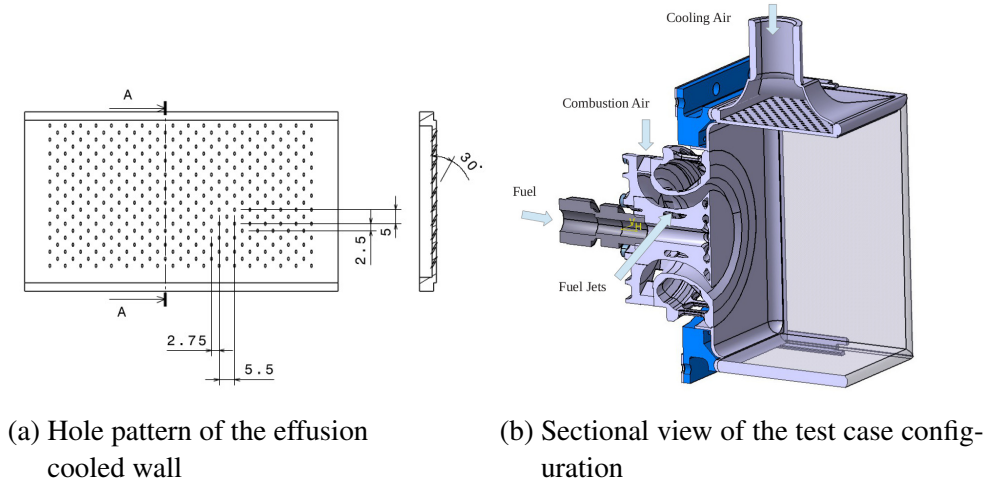 A
30°
5
2.5
A
2.75
5.5
Cooling Air
Combustion Air
Fuel
H
Fuel Jets
(a) Hole pattern of the effusion
cooled wall
(b) Sectional view of the test case config-
uration